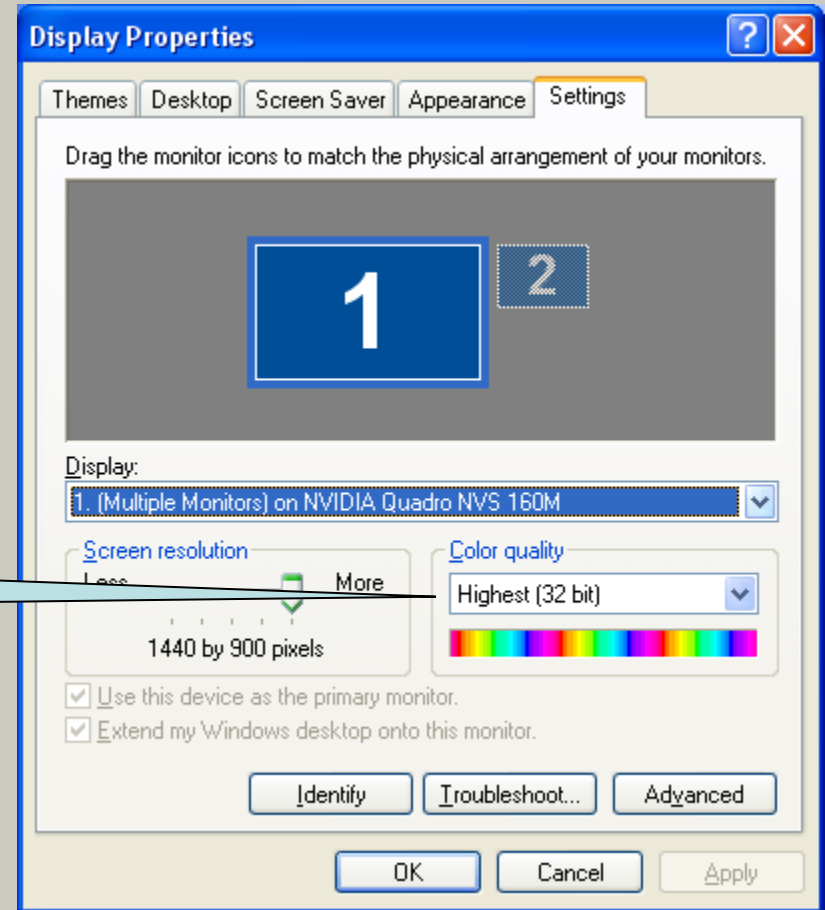 Display Properties
Themes Desktop Screen Saver Appearance Settings
Drag the monitor icons to match the physical arrangement of your monitors.
1 2
Display:
1. (Multiple Monitors) on NVIDIA Quadro NVS 160M
Screen resolution
Less More
1440 by 900 pixels
Color quality
Highest (32 bit)
Use this device as the primary monitor.
Extend my Windows desktop onto this monitor.
Identify Troubleshoot... Advanced
OK Cancel Apply